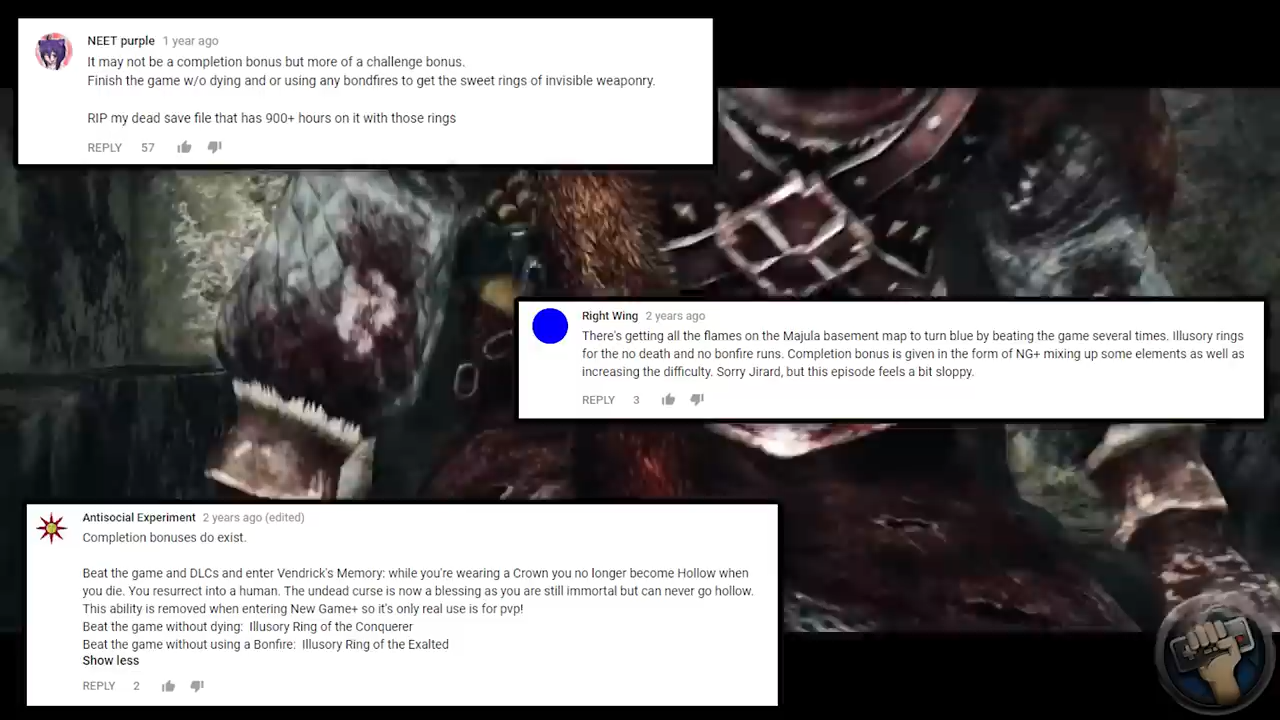 NEET purple 1 year ago
It may not be a completion bonus but more of a challenge bonus.
Finish the game w/o dying and or using any bondfires to get the sweet rings of invisible weaponry.
RIP my dead save file that has 900+ hours on it with those rings
REPLY 57
Right Wing 2 years ago
There's getting all the flames on the Majula basement map to turn blue by beating the game several times. Illusory rings
for the no death and no bonfire runs. Completion bonus is given in the form of NG+ mixing up some elements as well as
increasing the difficulty. Sorry Jirard, but this episode feels a bit sloppy.
REPLY 3
Antisocial Experiment 2 years ago (edited)
Completion bonuses do exist.
Beat the game and DLCs and enter Vendrick's Memory: while you're wearing a Crown you no longer become Hollow when
you die. You resurrect into a human. The undead curse is now a blessing as you are still immortal but can never go hollow.
This ability is removed when entering New Game+ so it's only real use is for pvp!
Beat the game without dying: Illusory Ring of the Conquerer
Beat the game without using a Bonfire: Illusory Ring of the Exalted
Show less
REPLY 2